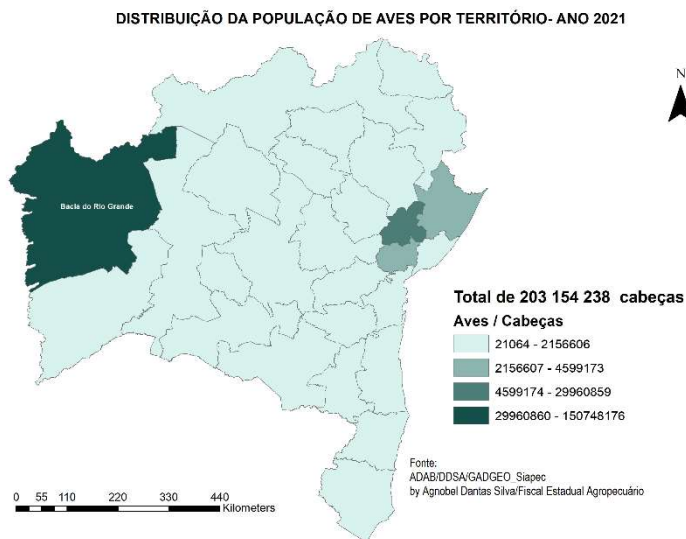 DISTRIBUIÇÃO DA POPULAÇÃO DE AVES POR TERRITÓRIO- ANO 2021
N
Bacia do Rio Grande
Total de 203 154 238 cabeças
Aves / Cabeças
21064 - 2156606
2156607 - 4599173
4599174 - 29960859
29960860 - 150748176
Fonte:
ADAB/DDSA/GADGEO_Siapec
by Agnobel Dantas Silva/Fiscal Estadual Agropecuário
0 55 110 220 330 440
Kilometers